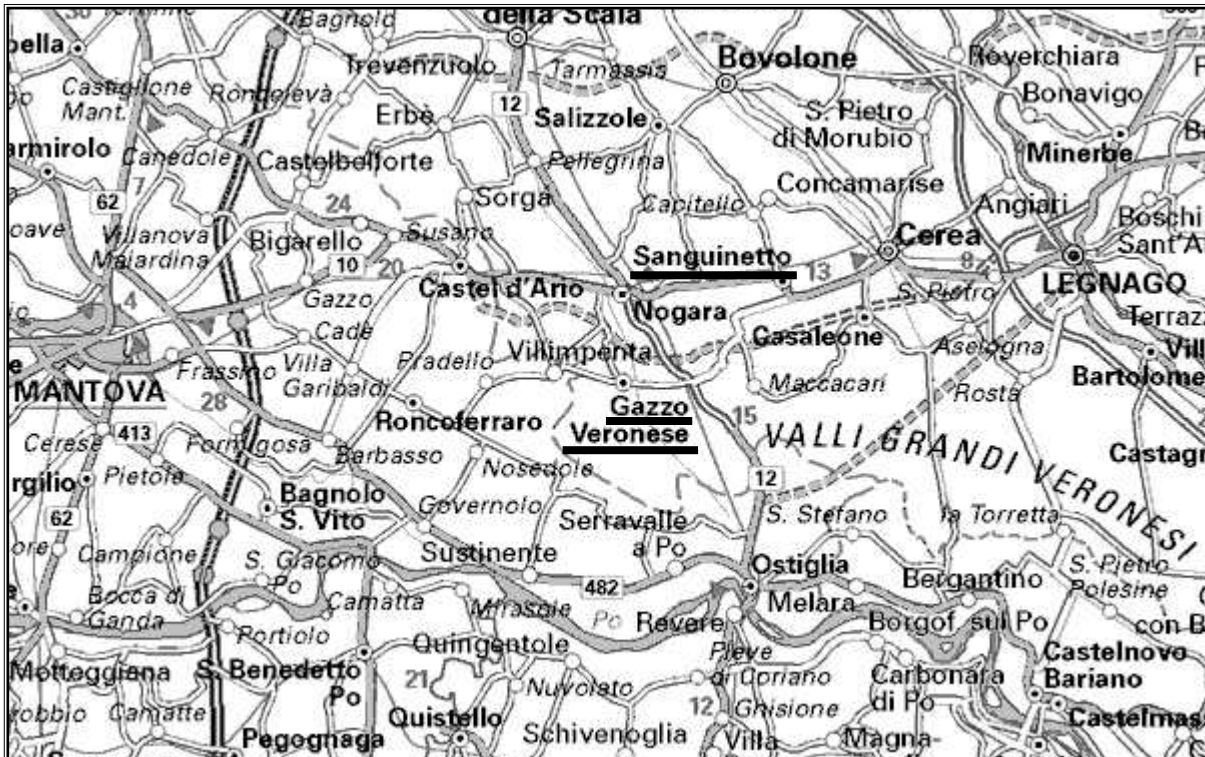 Bagnolo
della Scala
Trevenzuolo
Tarmassia
Bovolone
Roverchiara
Castiglione
Mant.
Roncolevà
12
Erbè
Salizzole
S. Pietro
di Morubio
Bonavigo
Minerbe
armirolo
Canedole
Castelbelforte
Pellegrina
Concamarise
7
62
24
Sorgà
Capitello
Angiari
Boschi
Villanova
Maiardina
Bigarello
Susano
Cerea
Sant'A
10
20
Sanguinetto
13
8
LEGNAGO
4
Gazzo
Castel d'Ario
Nogara
S. Pietro
Cade
Casaleone
Terraz
Pradello
Villimpenta
Aselogna
Frassino
Villa
Garibaldi
Maccacari
Rosta
Bartolome
MANTOVA
28
Roncoferraro
Gazzo
Veronese
15
VALLI GRANDI VERONESI
Cerese
413
Formigosa
Barbasso
Castagn
Pietole
Nosedole
12
rgilio
Bagnolo
S. Vito
Governolo
62
Serravalle
a Po
S. Stefano
la Torretta
Campione
S. Giacomo
Po
Sustinente
Ostiglia
S. Pietro
Polesine
482
Bergantino
Bocca di
Ganda
Camatta
Mirasole
Po
Melara
Revere
Borgof. sul Po
con B
Portiolo
Quingentole
Pieve
di Coriano
Motteggiana
S. Benedetto
Po
21
Nuvolato
Carbonara
di Po
Castelnovo
Bariano
Camatte
12
Ghisione
Castelmass
Quistello
Schivenoglia
Pegognaga
Villa
Magna-